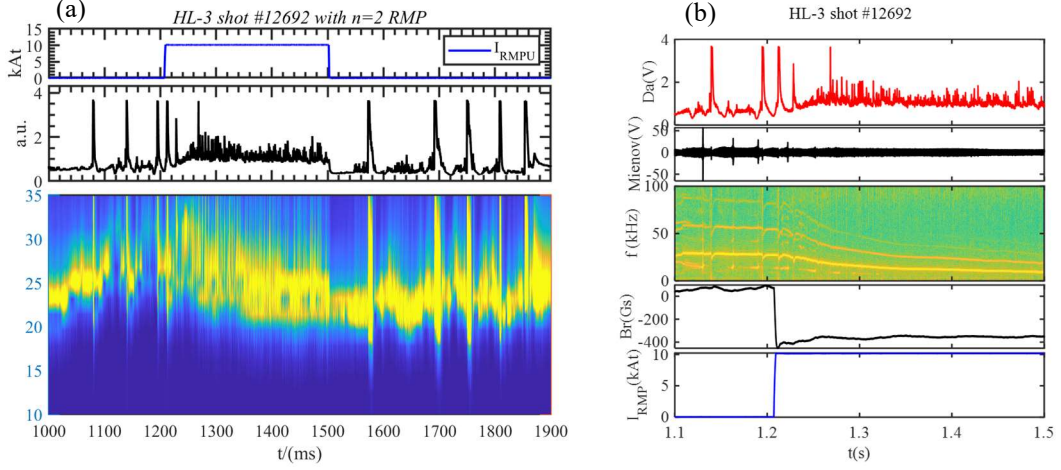 (a)
HL-3 shot #12692 with n=2 RMP
kAt
15
10
5
0
I_RMPU
a.u.
4
2
0
35
30
25
20
15
10
1000 1100 1200 1300 1400 1500 1600 1700 1800 1900
t/(ms)
(b)
HL-3 shot #12692
Da(V)
4
2
0
Mienov(V)
50
0
-50
f (kHz)
100
50
0
Br(Gs)
0
-200
-400
I_RMP(kAt)
10
5
0
1.1 1.2 1.3 1.4 1.5
t(s)